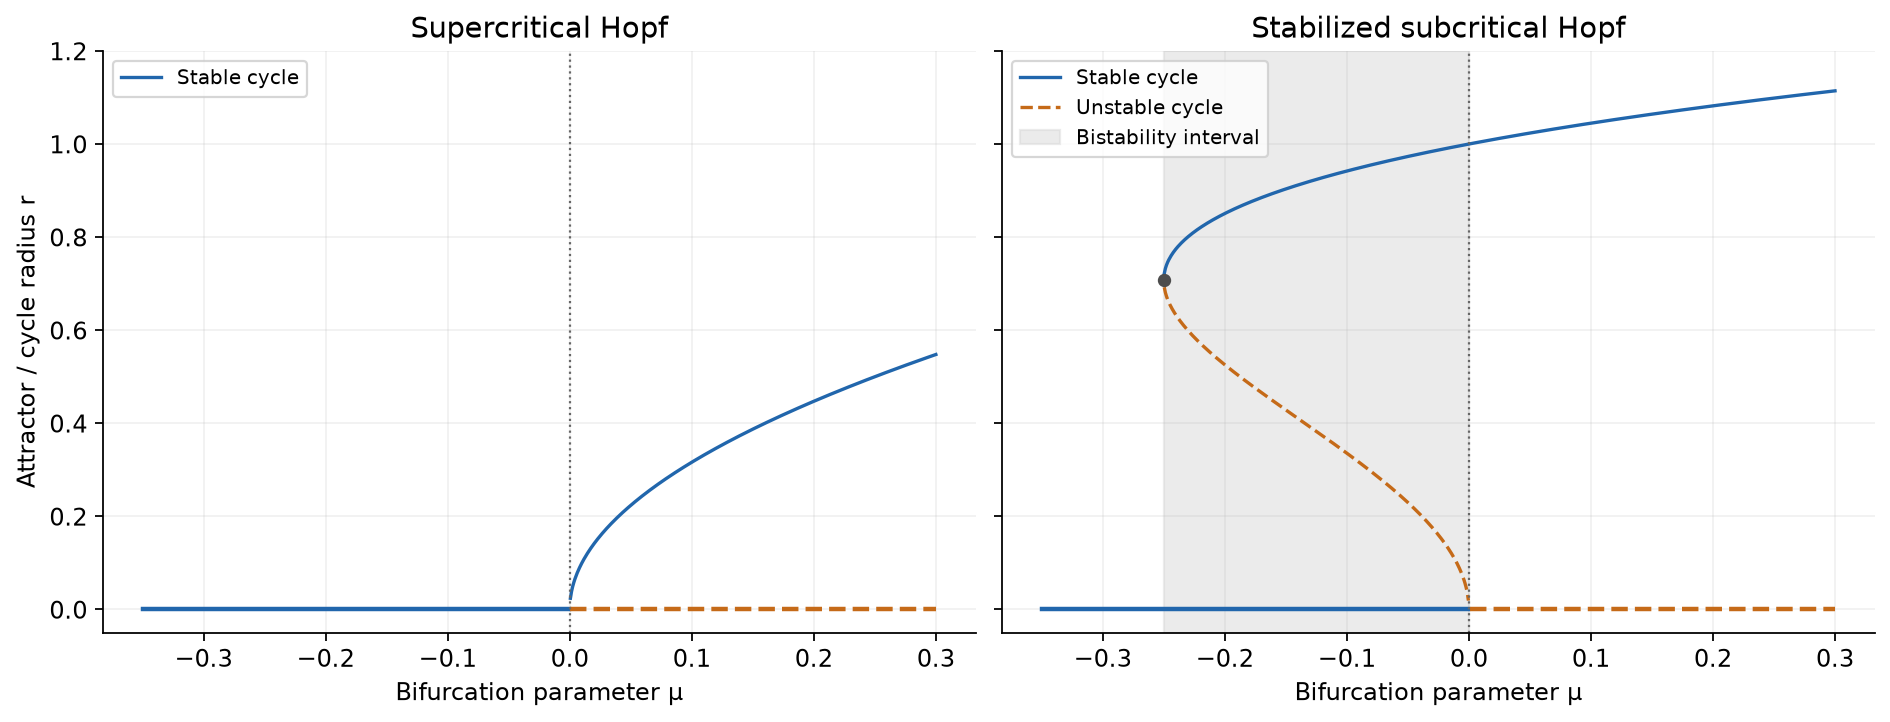 Supercritical Hopf
Stable cycle
Attractor / cycle radius r
1.2
1.0
0.8
0.6
0.4
0.2
0.0
−0.3 −0.2 −0.1 0.0 0.1 0.2 0.3
Bifurcation parameter μ
Stabilized subcritical Hopf
Stable cycle
Unstable cycle
Bistability interval
−0.3 −0.2 −0.1 0.0 0.1 0.2 0.3
Bifurcation parameter μ